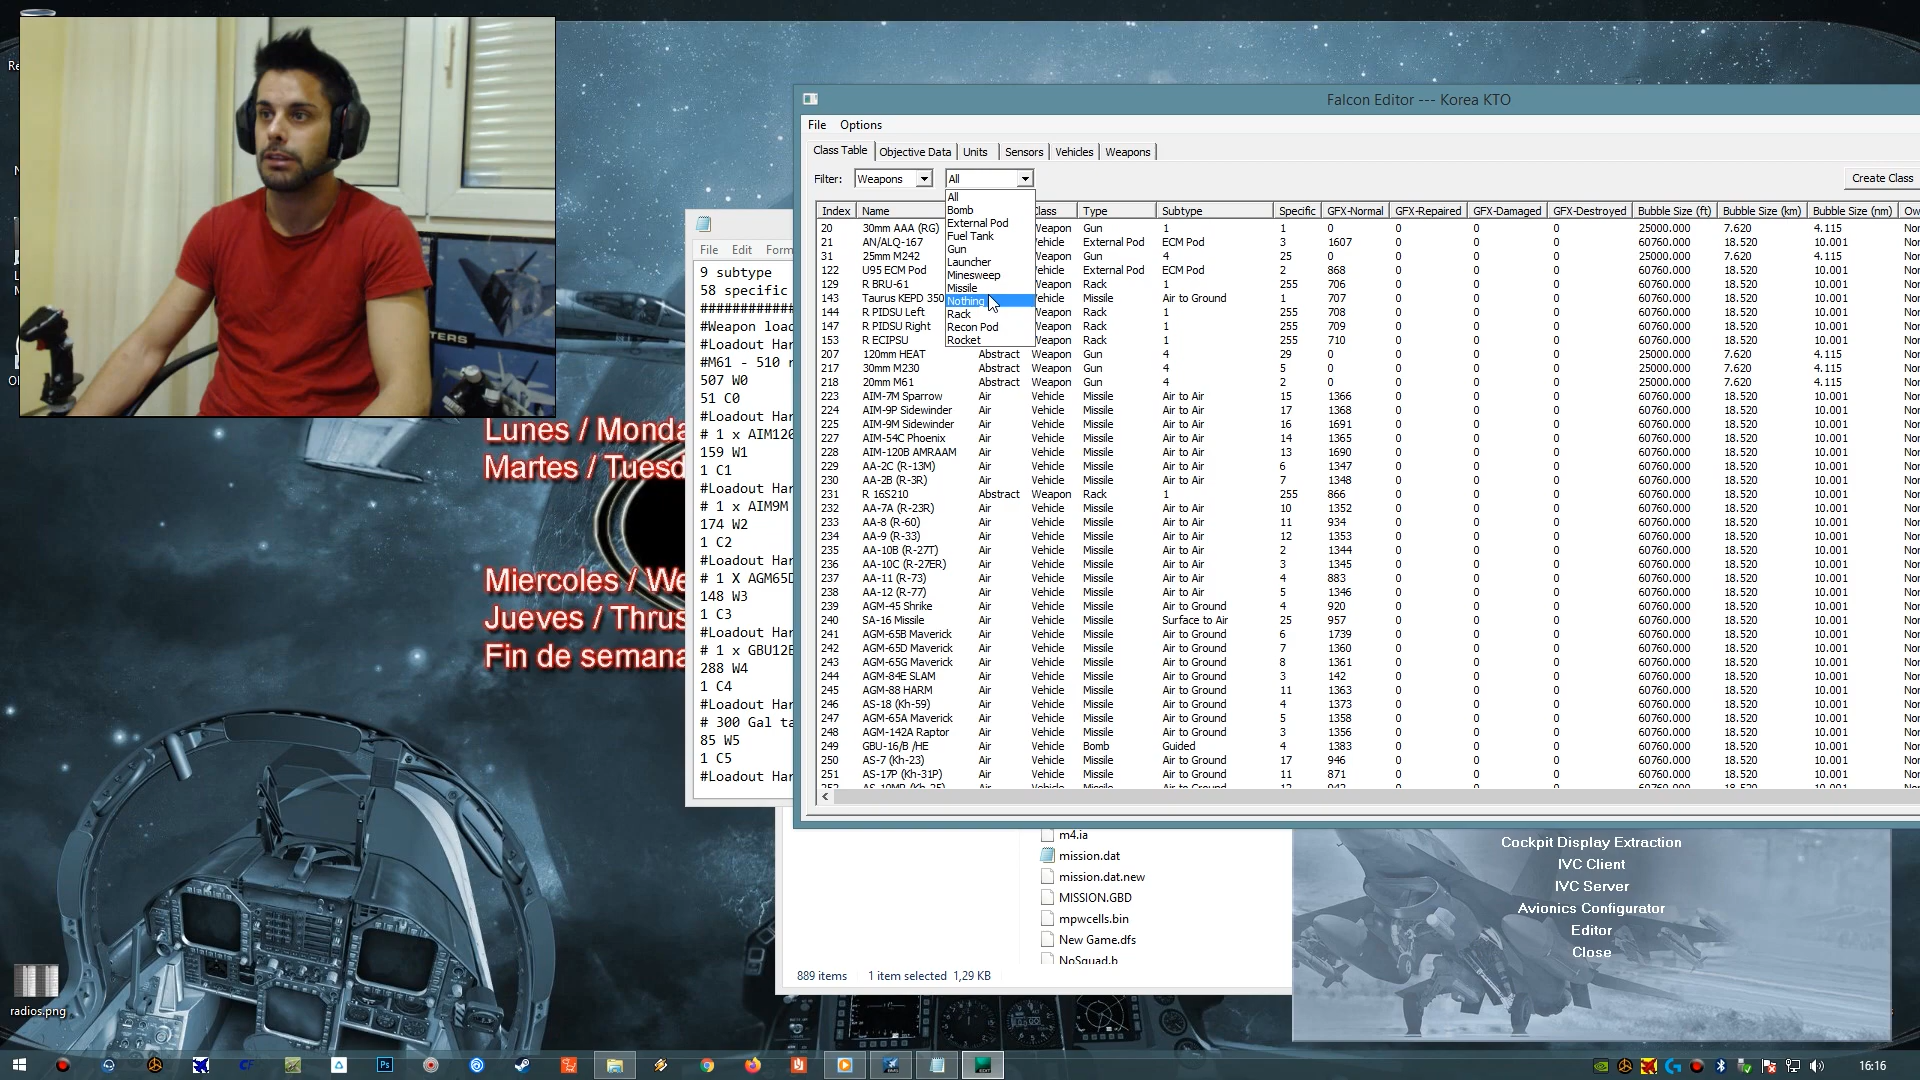 Falcon Editor --- Korea KTO
File Options
Class Table Objective Data Units Sensors Vehicles Weapons
Filter: Weapons All Create Class
All
Bomb
External Pod
Fuel Tank
Gun
Launcher
Minesweep
Missile
Nothing
Rack
Recon Pod
Rocket
Index Name Class Type Subtype Specific GFX-Normal GFX-Repaired GFX-Damaged GFX-Destroyed Bubble Size (ft) Bubble Size (km) Bubble Size (nm)
20 30mm AAA (RG) Weapon Gun 1 1 0 0 0 0 25000.000 7.620 4.115
21 AN/ALQ-167 Vehicle External Pod ECM Pod 3 1607 0 0 0 60760.000 18.520 10.001
31 25mm M242 Weapon Gun 4 25 0 0 0 0 25000.000 7.620 4.115
122 U95 ECM Pod Vehicle External Pod ECM Pod 2 868 0 0 0 60760.000 18.520 10.001
129 R BRU-61 Weapon Rack 1 255 706 0 0 0 60760.000 18.520 10.001
143 Taurus KEPD 350 Vehicle Missile Air to Ground 1 707 0 0 0 60760.000 18.520 10.001
144 R PIDSU Left Weapon Rack 1 255 708 0 0 0 60760.000 18.520 10.001
147 R PIDSU Right Weapon Rack 1 255 709 0 0 0 60760.000 18.520 10.001
153 R ECIPSU Weapon Rack 1 255 710 0 0 0 60760.000 18.520 10.001
207 120mm HEAT Abstract Weapon Gun 4 29 0 0 0 0 25000.000 7.620 4.115
217 30mm M230 Abstract Weapon Gun 4 5 0 0 0 0 25000.000 7.620 4.115
218 20mm M61 Abstract Weapon Gun 4 2 0 0 0 0 25000.000 7.620 4.115
223 AIM-7M Sparrow Air Vehicle Missile Air to Air 15 1366 0 0 0 60760.000 18.520 10.001
224 AIM-9P Sidewinder Air Vehicle Missile Air to Air 17 1368 0 0 0 60760.000 18.520 10.001
225 AIM-9M Sidewinder Air Vehicle Missile Air to Air 16 1691 0 0 0 60760.000 18.520 10.001
227 AIM-54C Phoenix Air Vehicle Missile Air to Air 14 1365 0 0 0 60760.000 18.520 10.001
228 AIM-120B AMRAAM Air Vehicle Missile Air to Air 13 1690 0 0 0 60760.000 18.520 10.001
229 AA-2C (R-13M) Air Vehicle Missile Air to Air 6 1347 0 0 0 60760.000 18.520 10.001
230 AA-2B (R-3R) Air Vehicle Missile Air to Air 7 1348 0 0 0 60760.000 18.520 10.001
231 R 16S210 Abstract Weapon Rack 1 255 866 0 0 0 60760.000 18.520 10.001
232 AA-7A (R-23R) Air Vehicle Missile Air to Air 10 1352 0 0 0 60760.000 18.520 10.001
233 AA-8 (R-60) Air Vehicle Missile Air to Air 11 934 0 0 0 60760.000 18.520 10.001
234 AA-9 (R-33) Air Vehicle Missile Air to Air 12 1353 0 0 0 60760.000 18.520 10.001
235 AA-10B (R-27T) Air Vehicle Missile Air to Air 2 1344 0 0 0 60760.000 18.520 10.001
236 AA-10C (R-27ER) Air Vehicle Missile Air to Air 3 1345 0 0 0 60760.000 18.520 10.001
237 AA-11 (R-73) Air Vehicle Missile Air to Air 4 883 0 0 0 60760.000 18.520 10.001
238 AA-12 (R-77) Air Vehicle Missile Air to Air 5 1346 0 0 0 60760.000 18.520 10.001
239 AGM-45 Shrike Air Vehicle Missile Air to Ground 4 920 0 0 0 60760.000 18.520 10.001
240 SA-16 Missile Air Vehicle Missile Surface to Air 25 957 0 0 0 60760.000 18.520 10.001
241 AGM-65B Maverick Air Vehicle Missile Air to Ground 6 1739 0 0 0 60760.000 18.520 10.001
242 AGM-65D Maverick Air Vehicle Missile Air to Ground 7 1360 0 0 0 60760.000 18.520 10.001
243 AGM-65G Maverick Air Vehicle Missile Air to Ground 8 1361 0 0 0 60760.000 18.520 10.001
244 AGM-84E SLAM Air Vehicle Missile Air to Ground 3 142 0 0 0 60760.000 18.520 10.001
245 AGM-88 HARM Air Vehicle Missile Air to Ground 11 1363 0 0 0 60760.000 18.520 10.001
246 AS-18 (Kh-59) Air Vehicle Missile Air to Ground 4 1373 0 0 0 60760.000 18.520 10.001
247 AGM-65A Maverick Air Vehicle Missile Air to Ground 5 1358 0 0 0 60760.000 18.520 10.001
248 AGM-142A Raptor Air Vehicle Missile Air to Ground 3 1356 0 0 0 60760.000 18.520 10.001
249 GBU-16/B /HE Air Vehicle Bomb Guided 4 1383 0 0 0 60760.000 18.520 10.001
250 AS-7 (Kh-23) Air Vehicle Missile Air to Ground 17 946 0 0 0 60760.000 18.520 10.001
251 AS-17P (Kh-31P) Air Vehicle Missile Air to Ground 11 871 0 0 0 60760.000 18.520 10.001
File Edit Form
9 subtype
58 specific
#Weapon load
#Loadout Har
#M61 - 510 r
507 W0
51 C0
#Loadout Har
# 1 x AIM120
159 W1
1 C1
#Loadout Har
# 1 x AIM9M
174 W2
1 C2
#Loadout Har
# 1 X AGM65D
148 W3
1 C3
#Loadout Har
# 1 x GBU12B
288 W4
1 C4
#Loadout Har
# 300 Gal ta
85 W5
1 C5
#Loadout Har
Lunes / Monda
Martes / Tuesd
Miercoles / We
Jueves / Thrus
Fin de semana
m4.ia
mission.dat
mission.dat.new
MISSION.GBD
mpwcells.bin
New Game.dfs
NoSquad.b
889 items 1 item selected 1,29 KB
Cockpit Display Extraction
IVC Client
IVC Server
Avionics Configurator
Editor
Close
radios.png
16:16